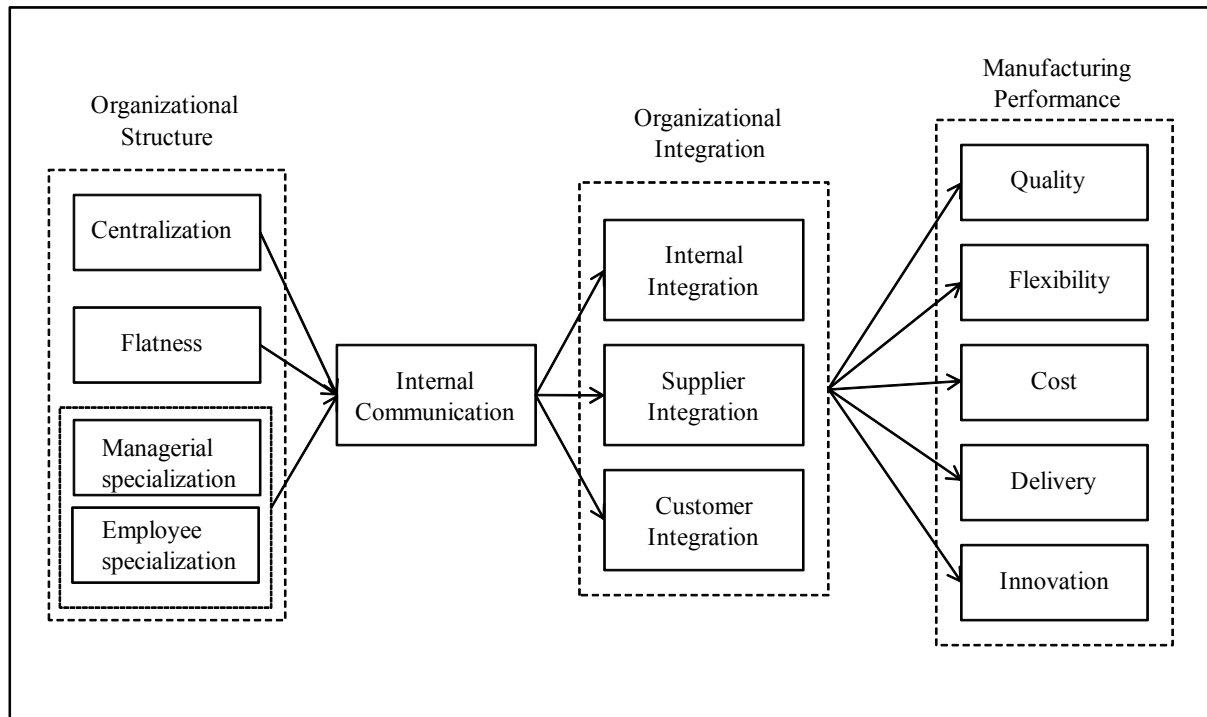 Organizational
Structure
Centralization
Flatness
Managerial
specialization
Employee
specialization
Internal
Communication
Organizational
Integration
Internal
Integration
Supplier
Integration
Customer
Integration
Manufacturing
Performance
Quality
Flexibility
Cost
Delivery
Innovation